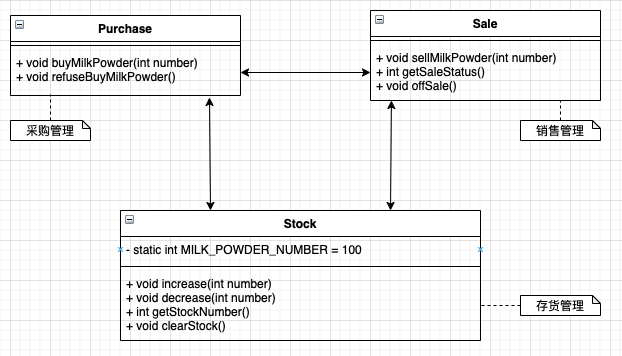 Purchase
+ void buyMilkPowder(int number)
+ void refuseBuyMilkPowder()
采购管理
Sale
+ void sellMilkPowder(int number)
+ int getSaleStatus()
+ void offSale()
销售管理
Stock
- static int MILK_POWDER_NUMBER = 100
+ void increase(int number)
+ void decrease(int number)
+ int getStockNumber()
+ void clearStock()
存货管理